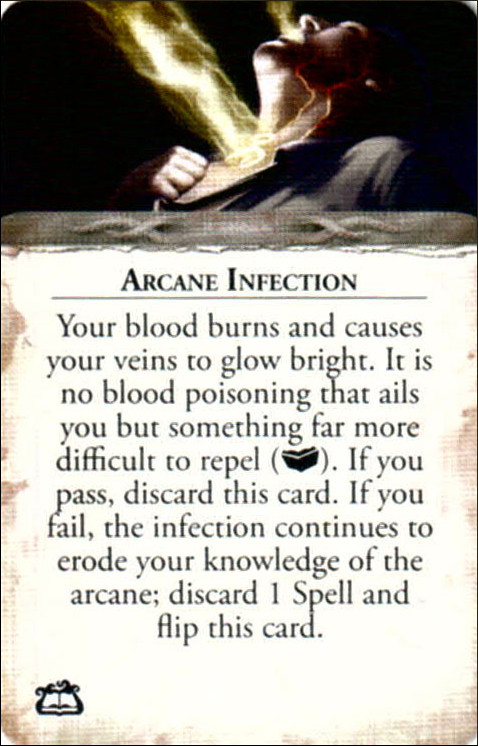 ARCANE INFECTION
Your blood burns and causes
your veins to glow bright. It is
no blood poisoning that ails
you but something far more
difficult to repel ( ). If you
pass, discard this card. If you
fail, the infection continues to
erode your knowledge of the
arcane; discard 1 Spell and
flip this card.